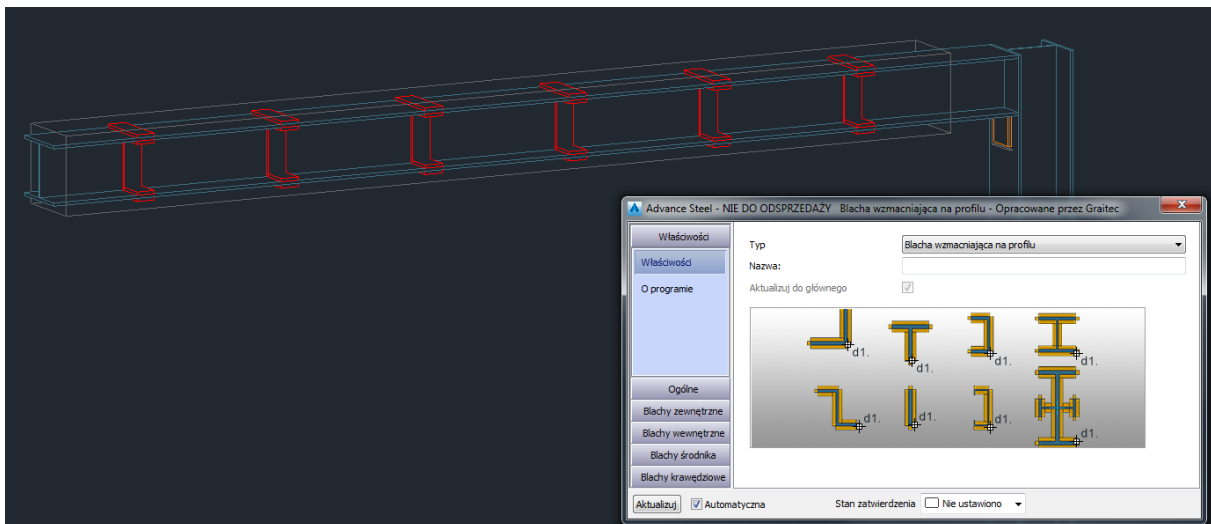 Advance Steel - NIE DO ODSPRZEDAŻY Blacha wzmacniająca na profilu - Opracowane przez Graitec
Właściwości
Właściwości
O programie
Ogólne
Blachy zewnętrzne
Blachy wewnętrzne
Blachy środnika
Blachy krawędziowe
Typ Blacha wzmacniająca na profilu
Nazwa:
Aktualizuj do głównego
d1. d1. d1. d1.
d1. d1. d1. d1.
Aktualizuj Automatyczna Stan zatwierdzenia Nie ustawiono